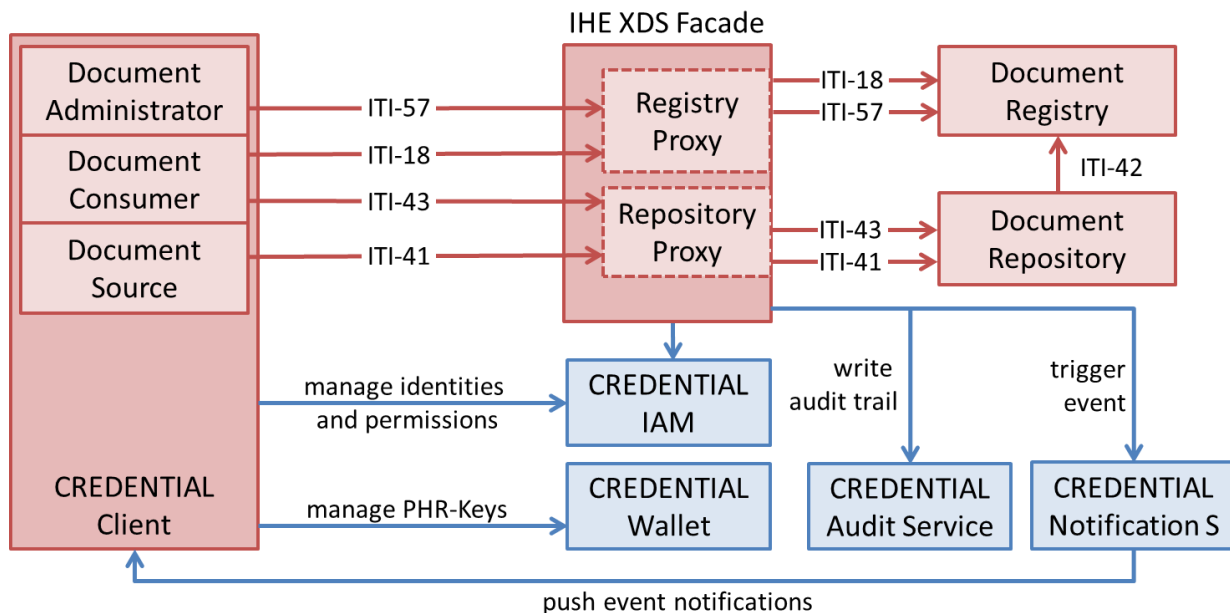 IHE XDS Facade
Document
Administrator
Document
Consumer
Document
Source
ITI-57
ITI-18
ITI-43
ITI-41
Registry
Proxy
Repository
Proxy
ITI-18
ITI-57
ITI-43
ITI-41
Document
Registry
ITI-42
Document
Repository
manage identities
and permissions
CREDENTIAL
IAM
write
audit trail
trigger
event
CREDENTIAL
Client
manage PHR-Keys
CREDENTIAL
Wallet
CREDENTIAL
Audit Service
CREDENTIAL
Notification S
push event notifications